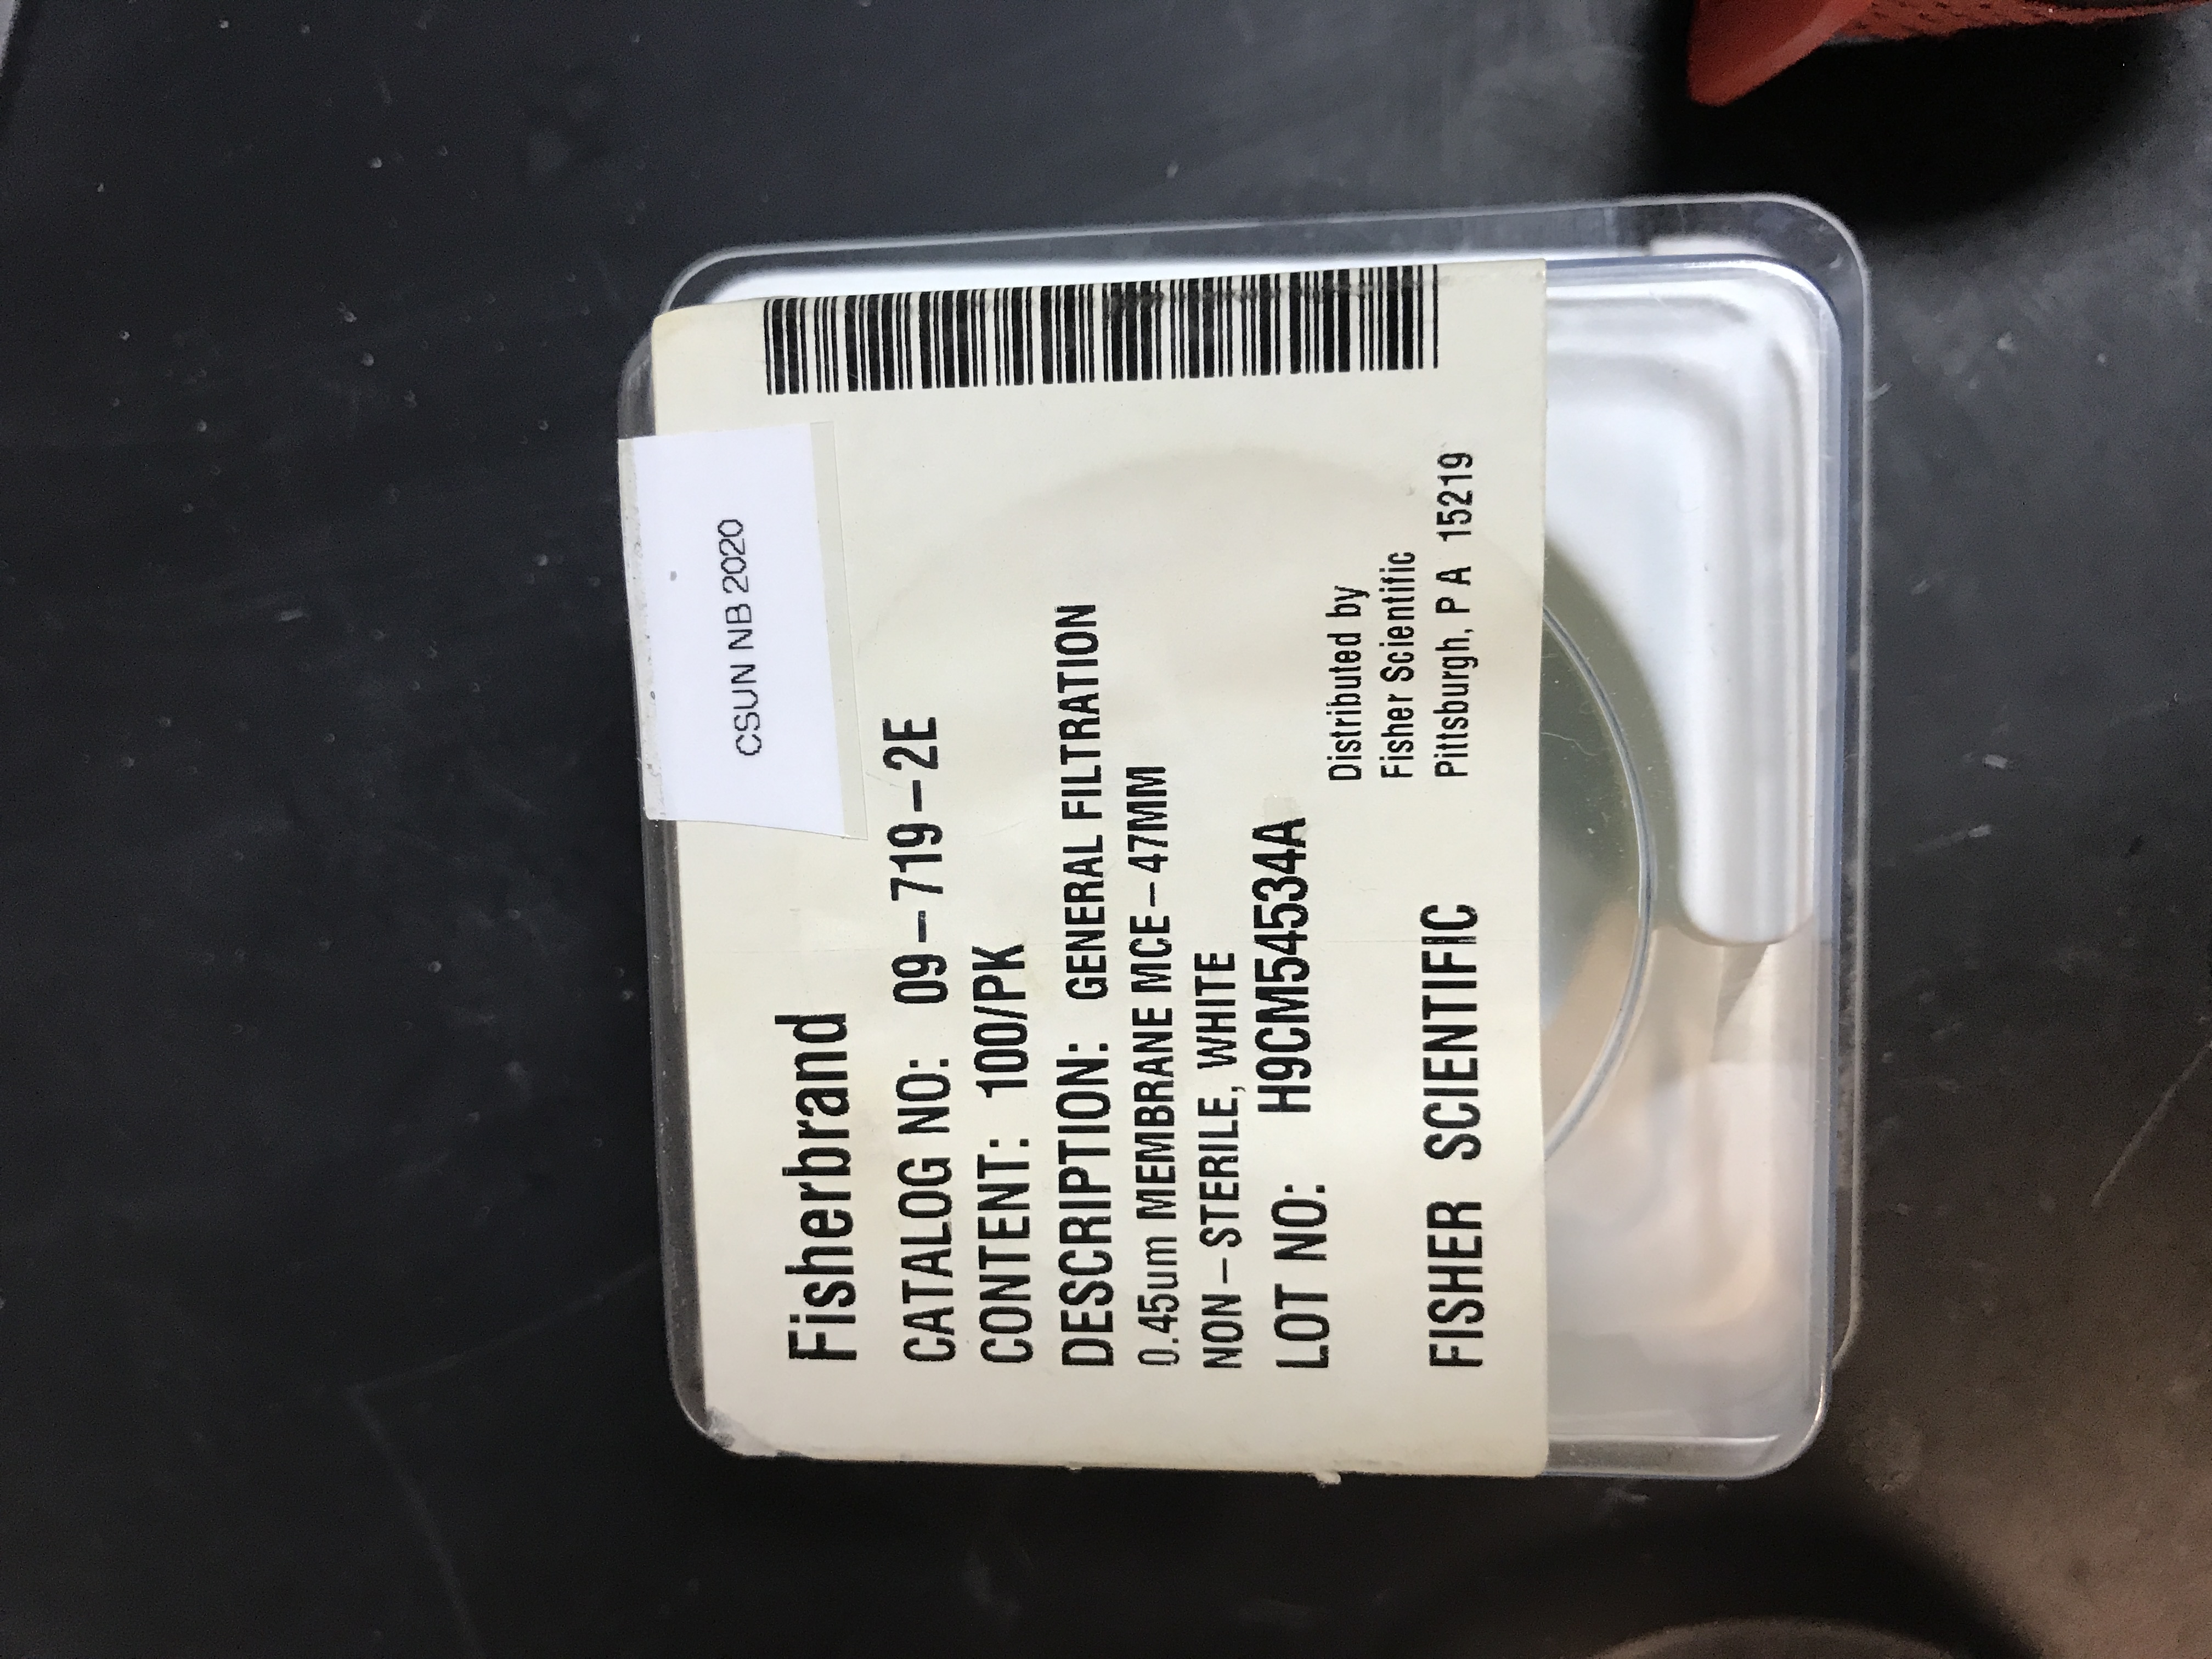 CSUN NB 2020
Fisherbrand
CATALOG NO: 09-719-2E
CONTENT: 100/PK
DESCRIPTION: GENERAL FILTRATION
0.45um MEMBRANE MCE-47MM
NON-STERILE, WHITE
LOT NO: H9CM54534A
Distributed by
Fisher Scientific
Pittsburgh, PA 15219
FISHER SCIENTIFIC